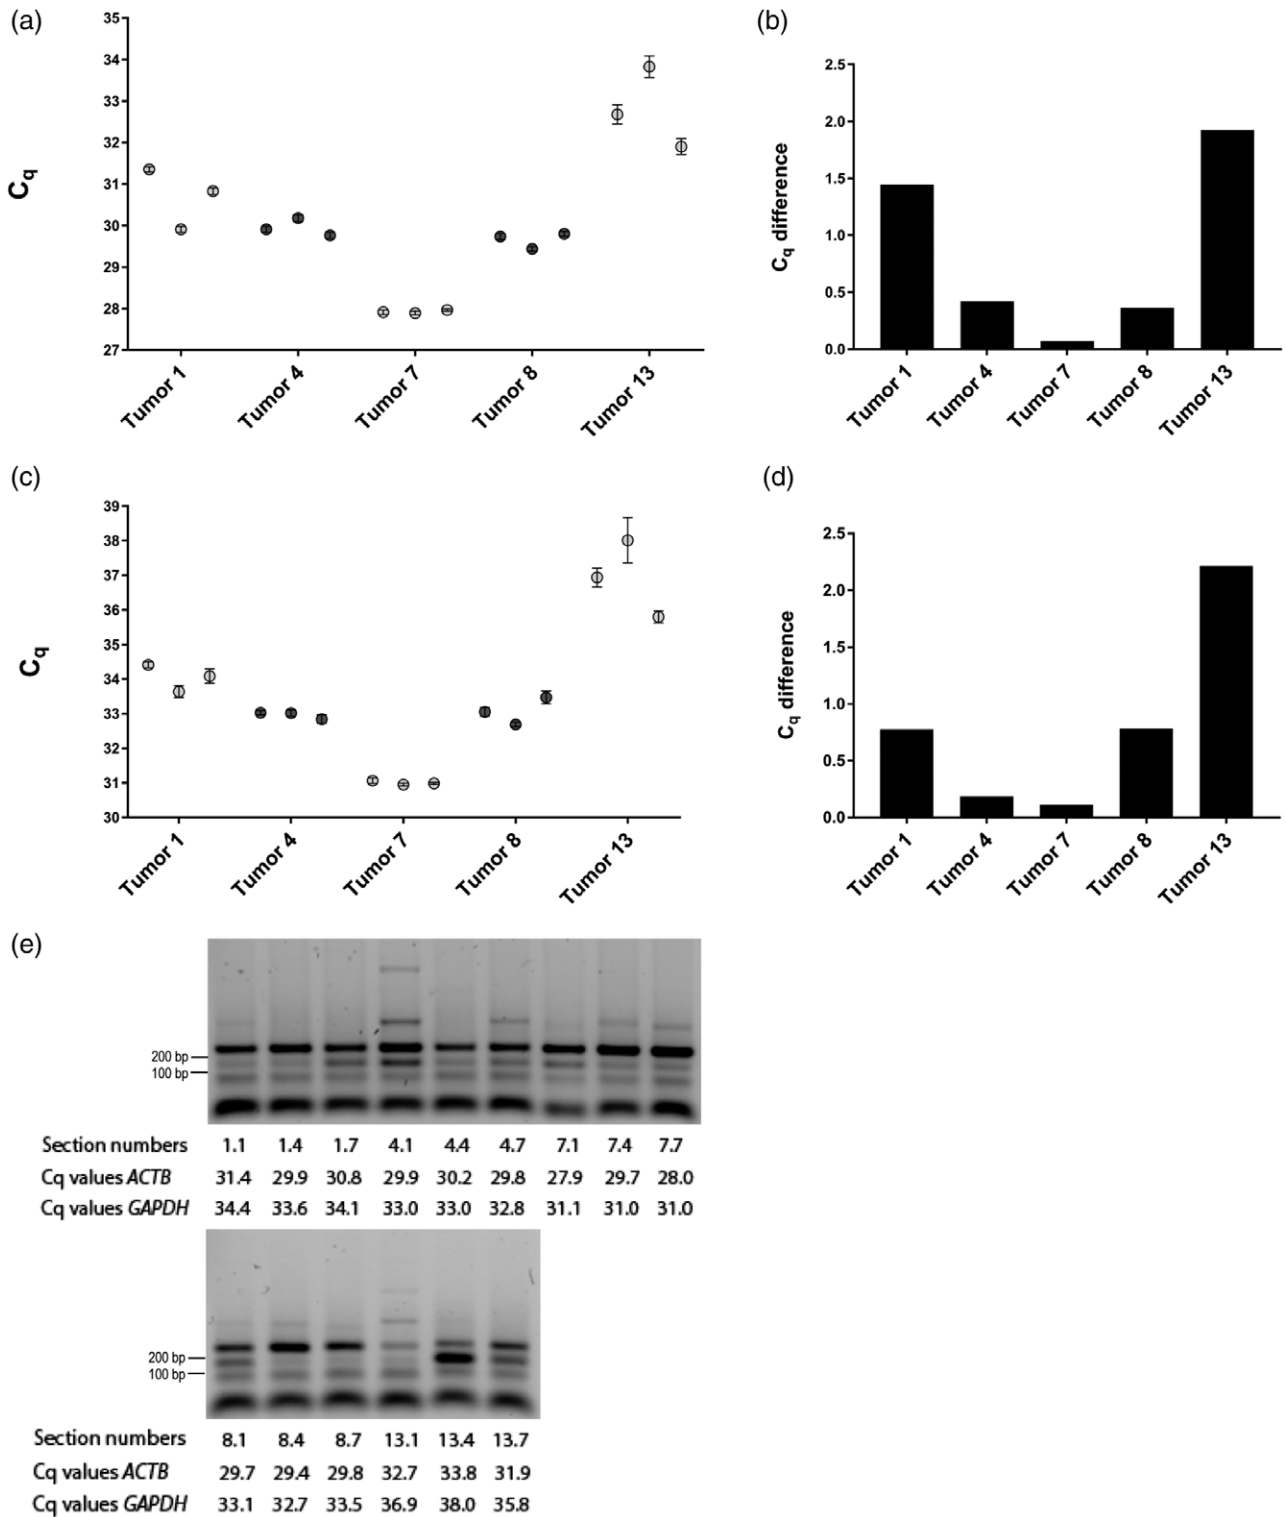 (a)
35
34
33
32
31
30
29
28
27
Cq
Tumor 1
Tumor 4
Tumor 7
Tumor 8
Tumor 13
(b)
2.5
2.0
1.5
1.0
0.5
0.0
Cq difference
Tumor 1
Tumor 4
Tumor 7
Tumor 8
Tumor 13
(c)
39
38
37
36
35
34
33
32
31
30
Cq
Tumor 1
Tumor 4
Tumor 7
Tumor 8
Tumor 13
(d)
2.5
2.0
1.5
1.0
0.5
0.0
Cq difference
Tumor 1
Tumor 4
Tumor 7
Tumor 8
Tumor 13
(e)
200 bp
100 bp
Section numbers 1.1 1.4 1.7 4.1 4.4 4.7 7.1 7.4 7.7
Cq values ACTB 31.4 29.9 30.8 29.9 30.2 29.8 27.9 29.7 28.0
Cq values GAPDH 34.4 33.6 34.1 33.0 33.0 32.8 31.1 31.0 31.0
200 bp
100 bp
Section numbers 8.1 8.4 8.7 13.1 13.4 13.7
Cq values ACTB 29.7 29.4 29.8 32.7 33.8 31.9
Cq values GAPDH 33.1 32.7 33.5 36.9 38.0 35.8